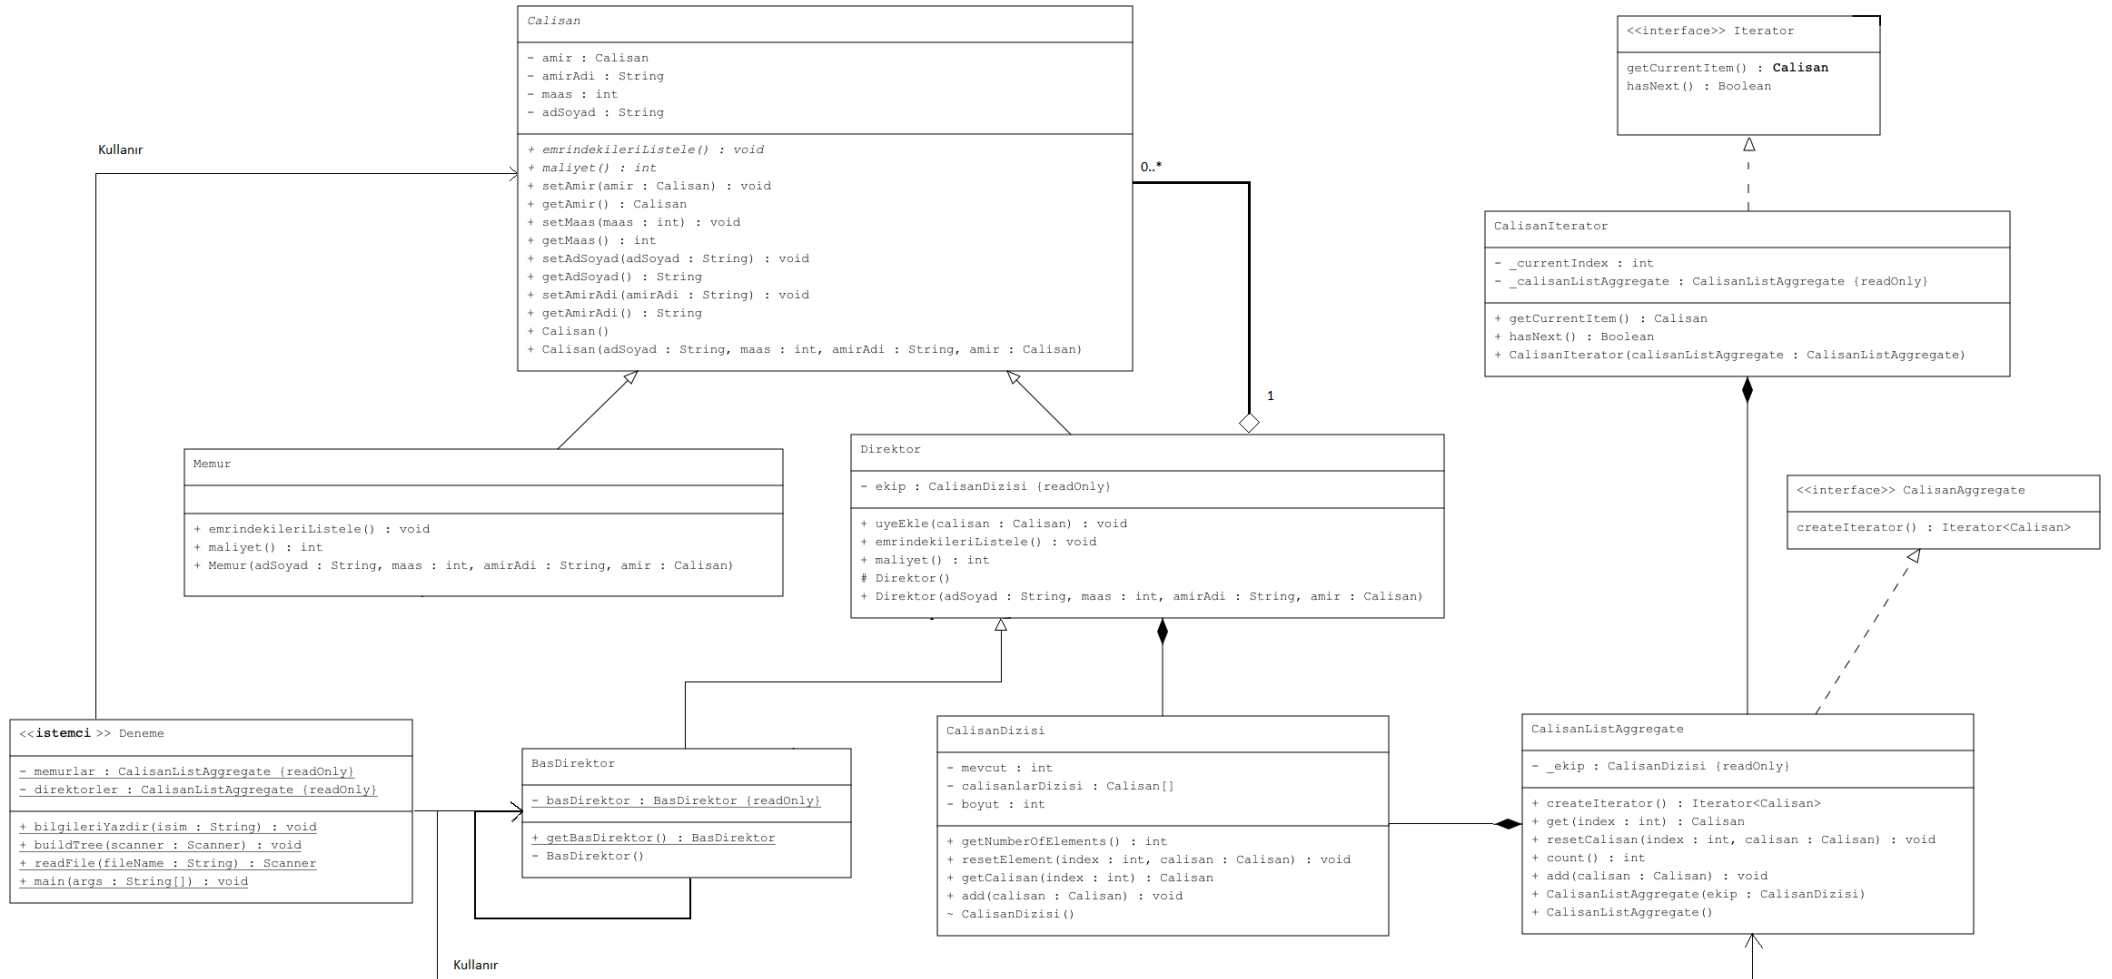 Calisan
- amir : Calisan
- amirAdi : String
- maas : int
- adSoyad : String
+ emrindekileriListele() : void
+ maliyet() : int
+ setAmir(amir : Calisan) : void
+ getAmir() : Calisan
+ setMaas(maas : int) : void
+ getMaas() : int
+ setAdSoyad(adSoyad : String) : void
+ getAdSoyad() : String
+ setAmirAdi(amirAdi : String) : void
+ getAmirAdi() : String
+ Calisan()
+ Calisan(adSoyad : String, maas : int, amirAdi : String, amir : Calisan)
<<interface>> Iterator
getCurrentItem() : Calisan
hasNext() : Boolean
Kullanır
0..*
1
CalisanIterator
- _currentIndex : int
- _calisanListAggregate : CalisanListAggregate {readOnly}
+ getCurrentItem() : Calisan
+ hasNext() : Boolean
+ CalisanIterator(calisanListAggregate : CalisanListAggregate)
Memur
+ emrindekileriListele() : void
+ maliyet() : int
+ Memur(adSoyad : String, maas : int, amirAdi : String, amir : Calisan)
Direktor
- ekip : CalisanDizisi {readOnly}
+ uyeEkle(calisan : Calisan) : void
+ emrindekileriListele() : void
+ maliyet() : int
# Direktor()
+ Direktor(adSoyad : String, maas : int, amirAdi : String, amir : Calisan)
<<interface>> CalisanAggregate
createIterator() : Iterator<Calisan>
<<istemci >> Deneme
- memurlar : CalisanListAggregate {readOnly}
- direktorler : CalisanListAggregate {readOnly}
+ bilgileriYazdir(isim : String) : void
+ buildTree(scanner : Scanner) : void
+ readFile(fileName : String) : Scanner
+ main(args : String[]) : void
BasDirektor
- basDirektor : BasDirektor {readOnly}
+ getBasDirektor() : BasDirektor
- BasDirektor()
CalisanDizisi
- mevcut : int
- calisanlarDizisi : Calisan[]
- boyut : int
+ getNumberOfElements() : int
+ resetElement(index : int, calisan : Calisan) : void
+ getCalisan(index : int) : Calisan
+ add(calisan : Calisan) : void
~ CalisanDizisi()
CalisanListAggregate
- _ekip : CalisanDizisi {readOnly}
+ createIterator() : Iterator<Calisan>
+ get(index : int) : Calisan
+ resetCalisan(index : int, calisan : Calisan) : void
+ count() : int
+ add(calisan : Calisan) : void
+ CalisanListAggregate(ekip : CalisanDizisi)
+ CalisanListAggregate()
Kullanır